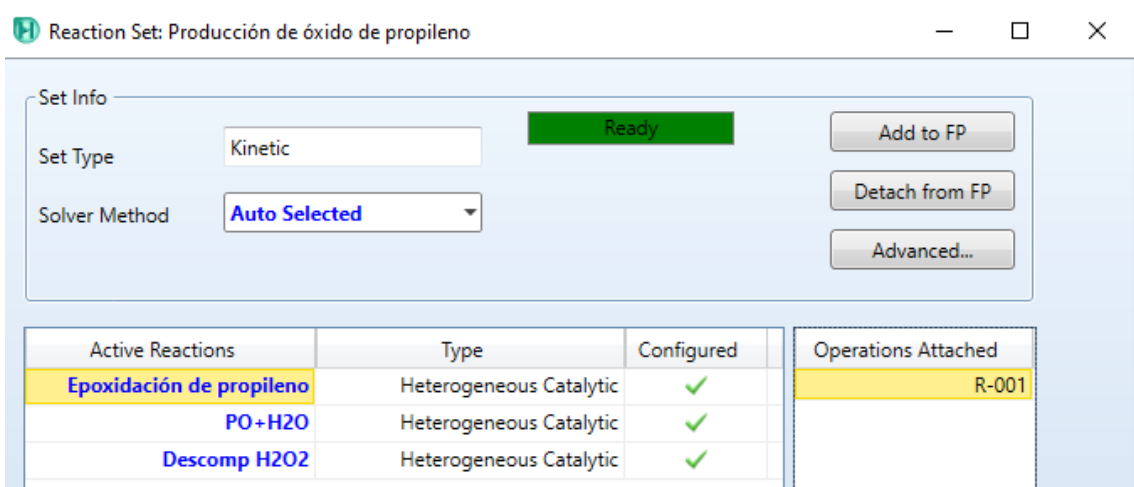 Reaction Set: Producción de óxido de propileno
Set Info
Ready
Add to FP
Set Type
Kinetic
Detach from FP
Solver Method
Auto Selected
Advanced...
Active Reactions Type Configured Operations Attached
Epoxidación de propileno Heterogeneous Catalytic R-001
PO+H2O Heterogeneous Catalytic
Descomp H2O2 Heterogeneous Catalytic